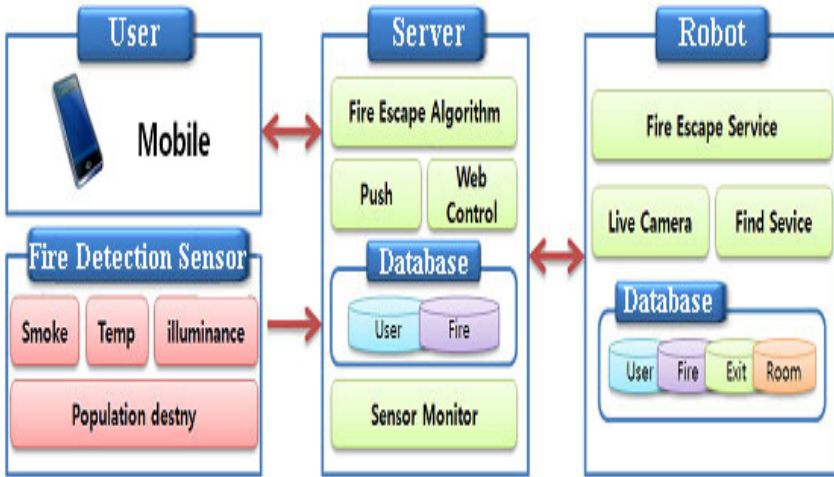 User
Mobile
Fire Detection Sensor
Smoke
Temp
illuminance
Population destny
Server
Fire Escape Algorithm
Push
Web
Control
Database
User
Fire
Sensor Monitor
Robot
Fire Escape Service
Live Camera
Find Sevice
Database
User
Fire
Exit
Room